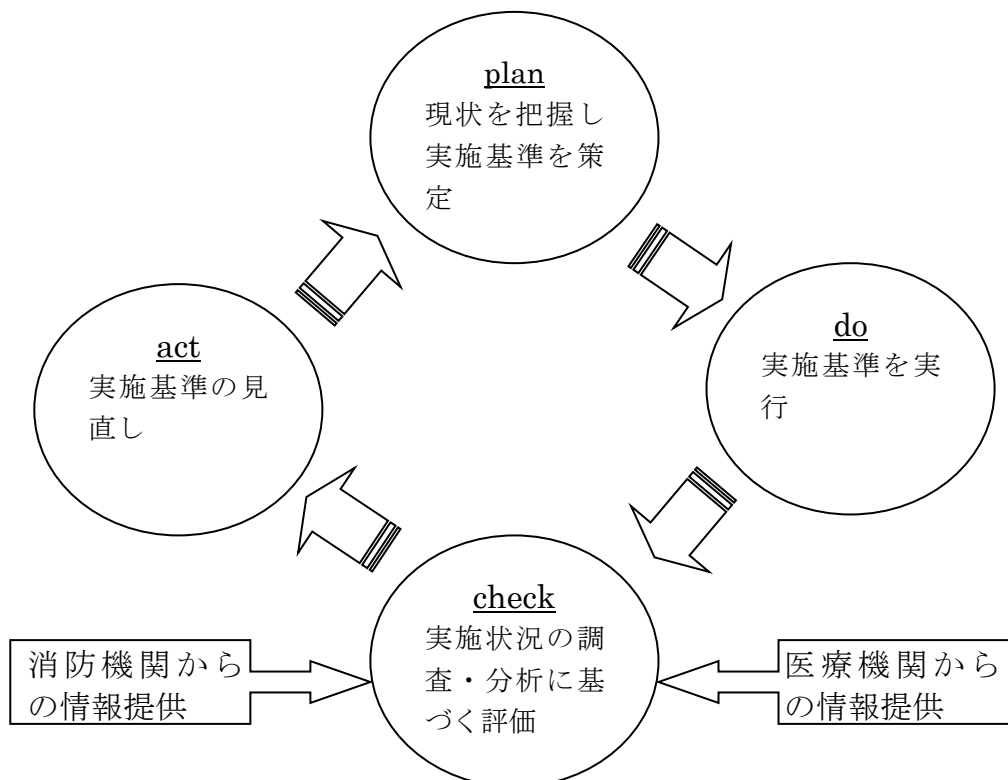 plan
現状を把握し
実施基準を策
定
do
実施基準を実
行
act
実施基準の見
直し
check
実施状況の調
査・分析に基
づく評価
消防機関から
の情報提供
医療機関から
の情報提供